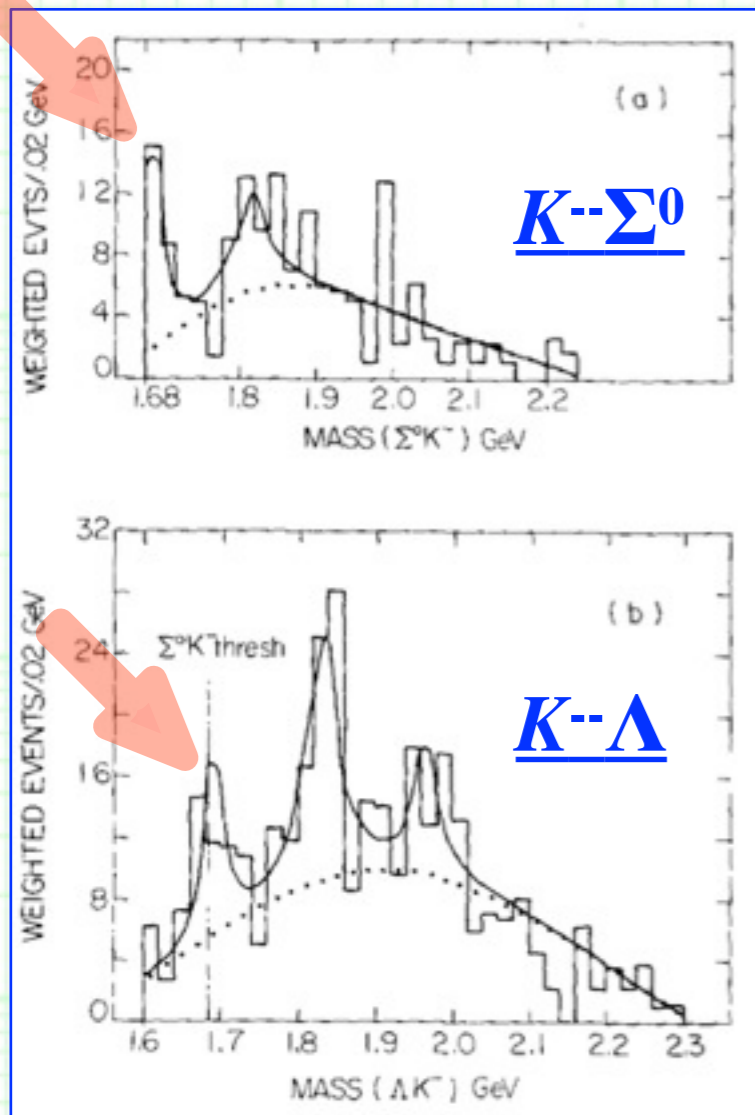 (a)
20
16
12
8
4
0
WEIGHTED EVTS/.02 GeV
K--Σ⁰
1.68 1.8 1.9 2.0 2.1 2.2
MASS (Σ⁰K⁻) GeV
32
(b)
24
16
8
0
Σ⁰K⁻thresh
WEIGHTED EVENTS/.02 GeV
K--Λ
1.6 1.7 1.8 1.9 2.0 2.1 2.2 2.3
MASS (ΛK⁻) GeV